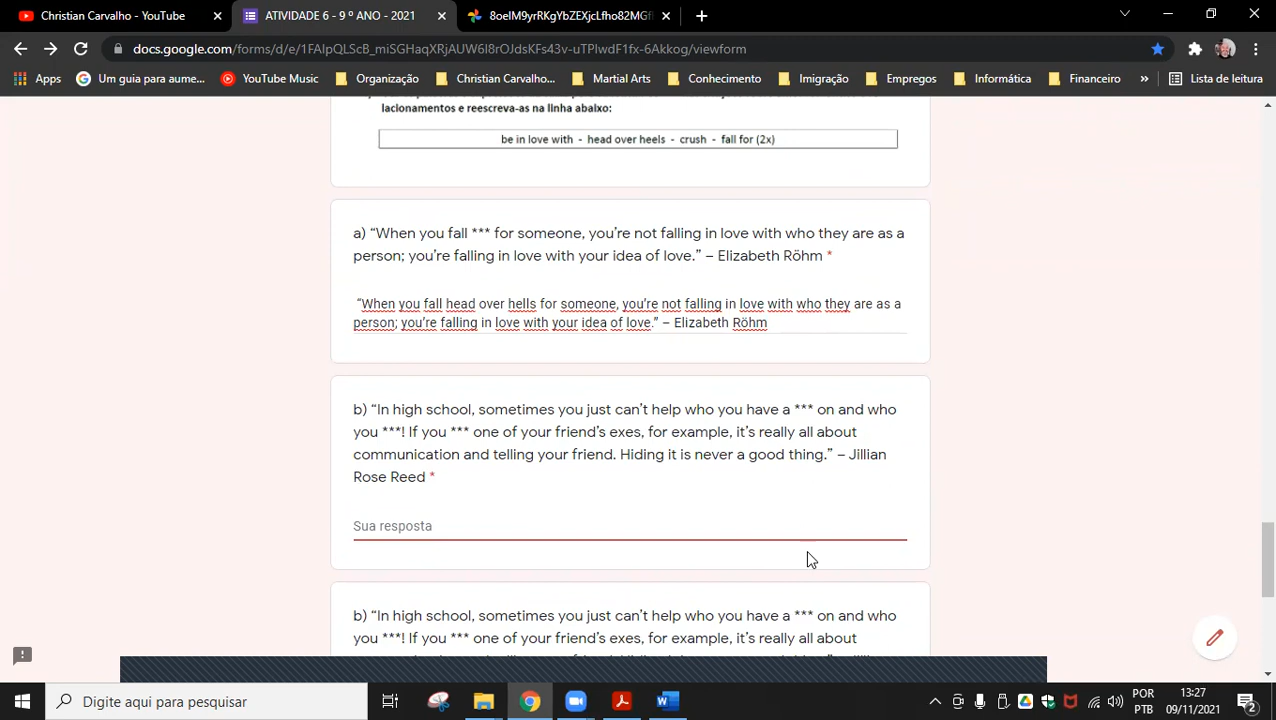 Christian Carvalho - YouTube
ATIVIDADE 6 - 9 º ANO - 2021
docs.google.com/forms/d/e/1FAIpQLScB_miSGHaqXRjAUW6l8rOJdsKFs43v-uTPlwdF1fx-6Akkog/viewform
Apps
Um guia para aume...
YouTube Music
Organização
Christian Carvalho...
Martial Arts
Conhecimento
Imigração
Empregos
Informática
Financeiro
»
Lista de leitura
lacionamentos e reescreva-as na linha abaixo:
be in love with - head over heels - crush - fall for (2x)
a) “When you fall *** for someone, you’re not falling in love with who they are as a
person; you’re falling in love with your idea of love.” – Elizabeth Röhm *
“When you fall head over hells for someone, you’re not falling in love with who they are as a
person; you’re falling in love with your idea of love.” – Elizabeth Röhm
b) “In high school, sometimes you just can’t help who you have a *** on and who
you ***! If you *** one of your friend’s exes, for example, it’s really all about
communication and telling your friend. Hiding it is never a good thing.” – Jillian
Rose Reed *
Sua resposta
b) “In high school, sometimes you just can’t help who you have a *** on and who
you ***! If you *** one of your friend’s exes, for example, it’s really all about
Digite aqui para pesquisar
POR
PTB
13:27
09/11/2021
2